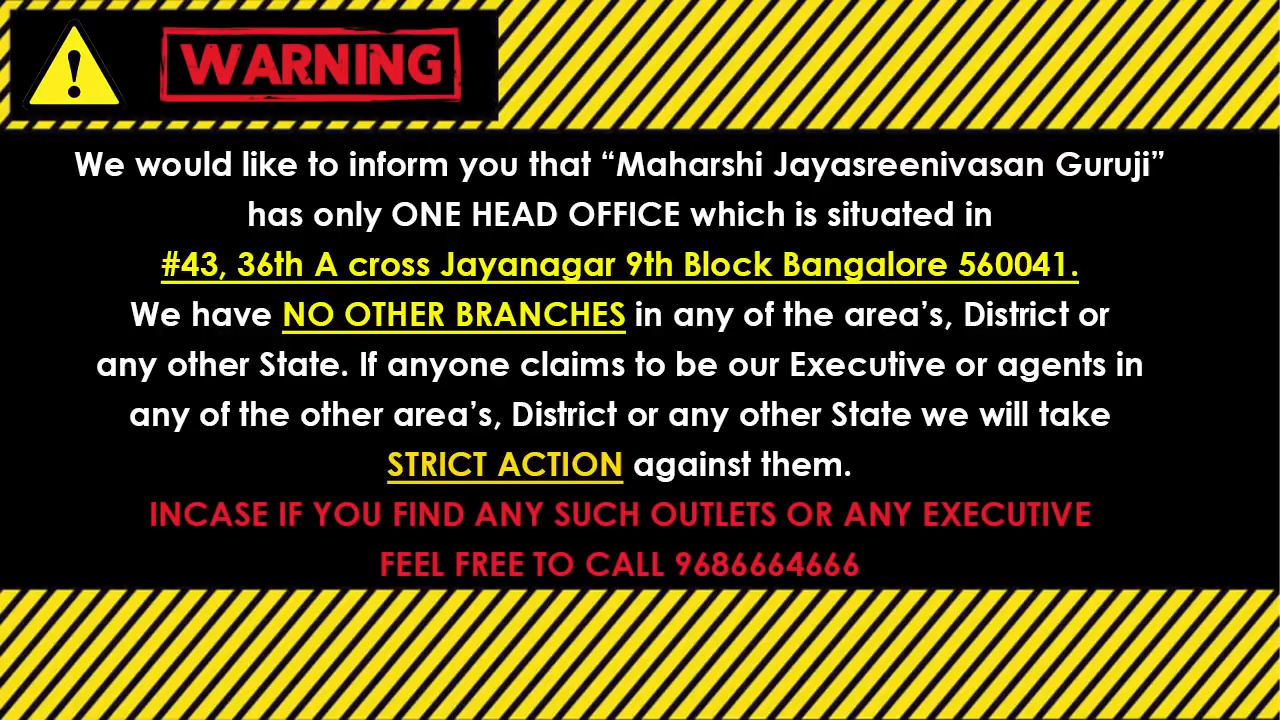 WARNING
We would like to inform you that “Maharshi Jayasreenivasan Guruji”
has only ONE HEAD OFFICE which is situated in
#43, 36th A cross Jayanagar 9th Block Bangalore 560041.
We have NO OTHER BRANCHES in any of the area’s, District or
any other State. If anyone claims to be our Executive or agents in
any of the other area’s, District or any other State we will take
STRICT ACTION against them.
INCASE IF YOU FIND ANY SUCH OUTLETS OR ANY EXECUTIVE
FEEL FREE TO CALL 9686664666